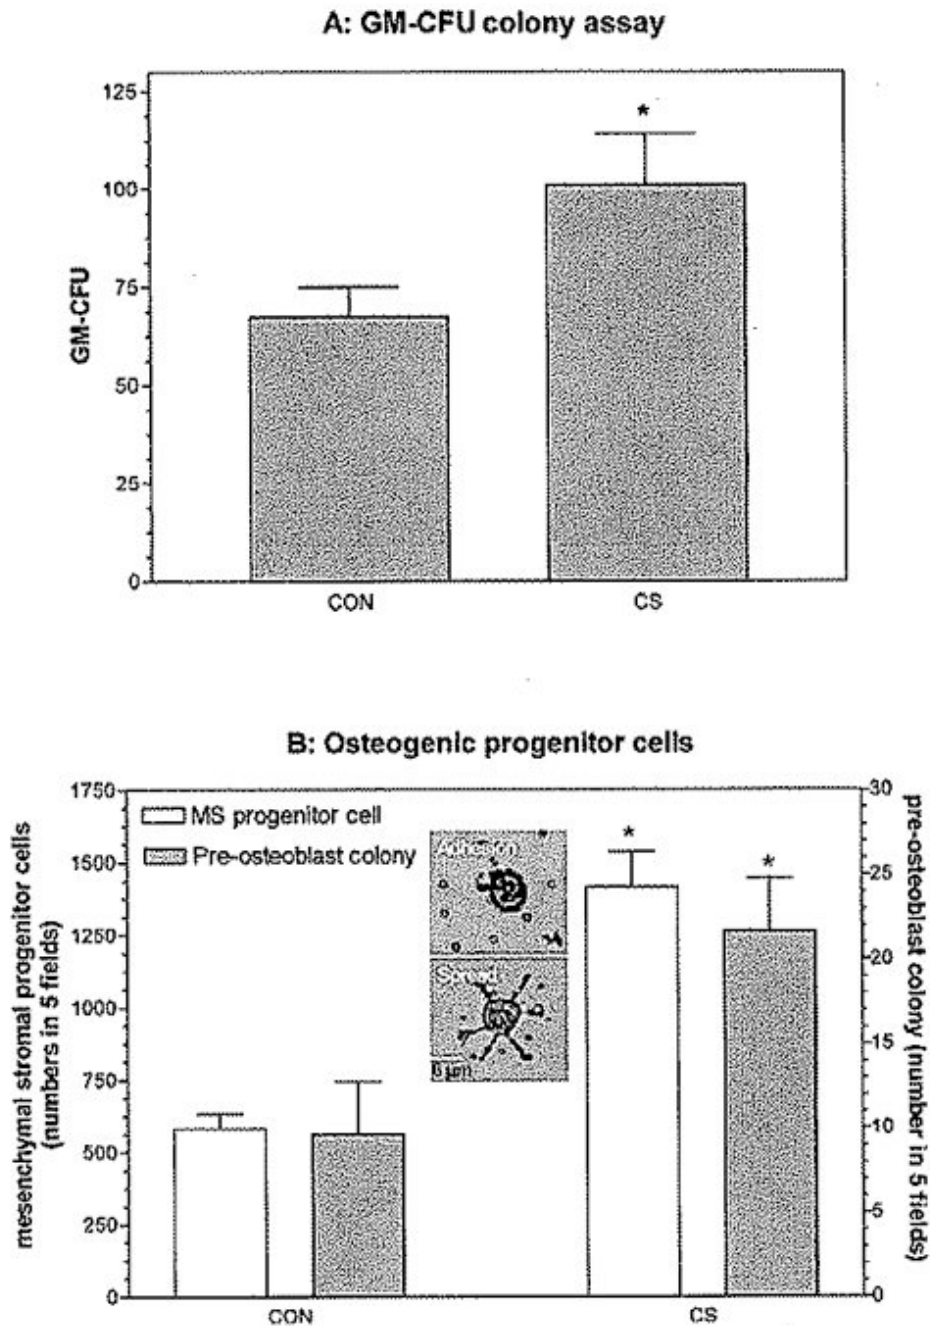 A: GM-CFU colony assay
125
*
100
75
50
25
0
GM-CFU
CON
CS
B: Osteogenic progenitor cells
1750
1500
1250
1000
750
500
250
0
mesenchymal stromal progenitor cells
(numbers in 5 fields)
MS progenitor cell
Pre-osteoblast colony
Adhesion
*
*
30
25
20
15
10
5
0
pre-osteoblast colony (number in 5 fields)
CON
CS